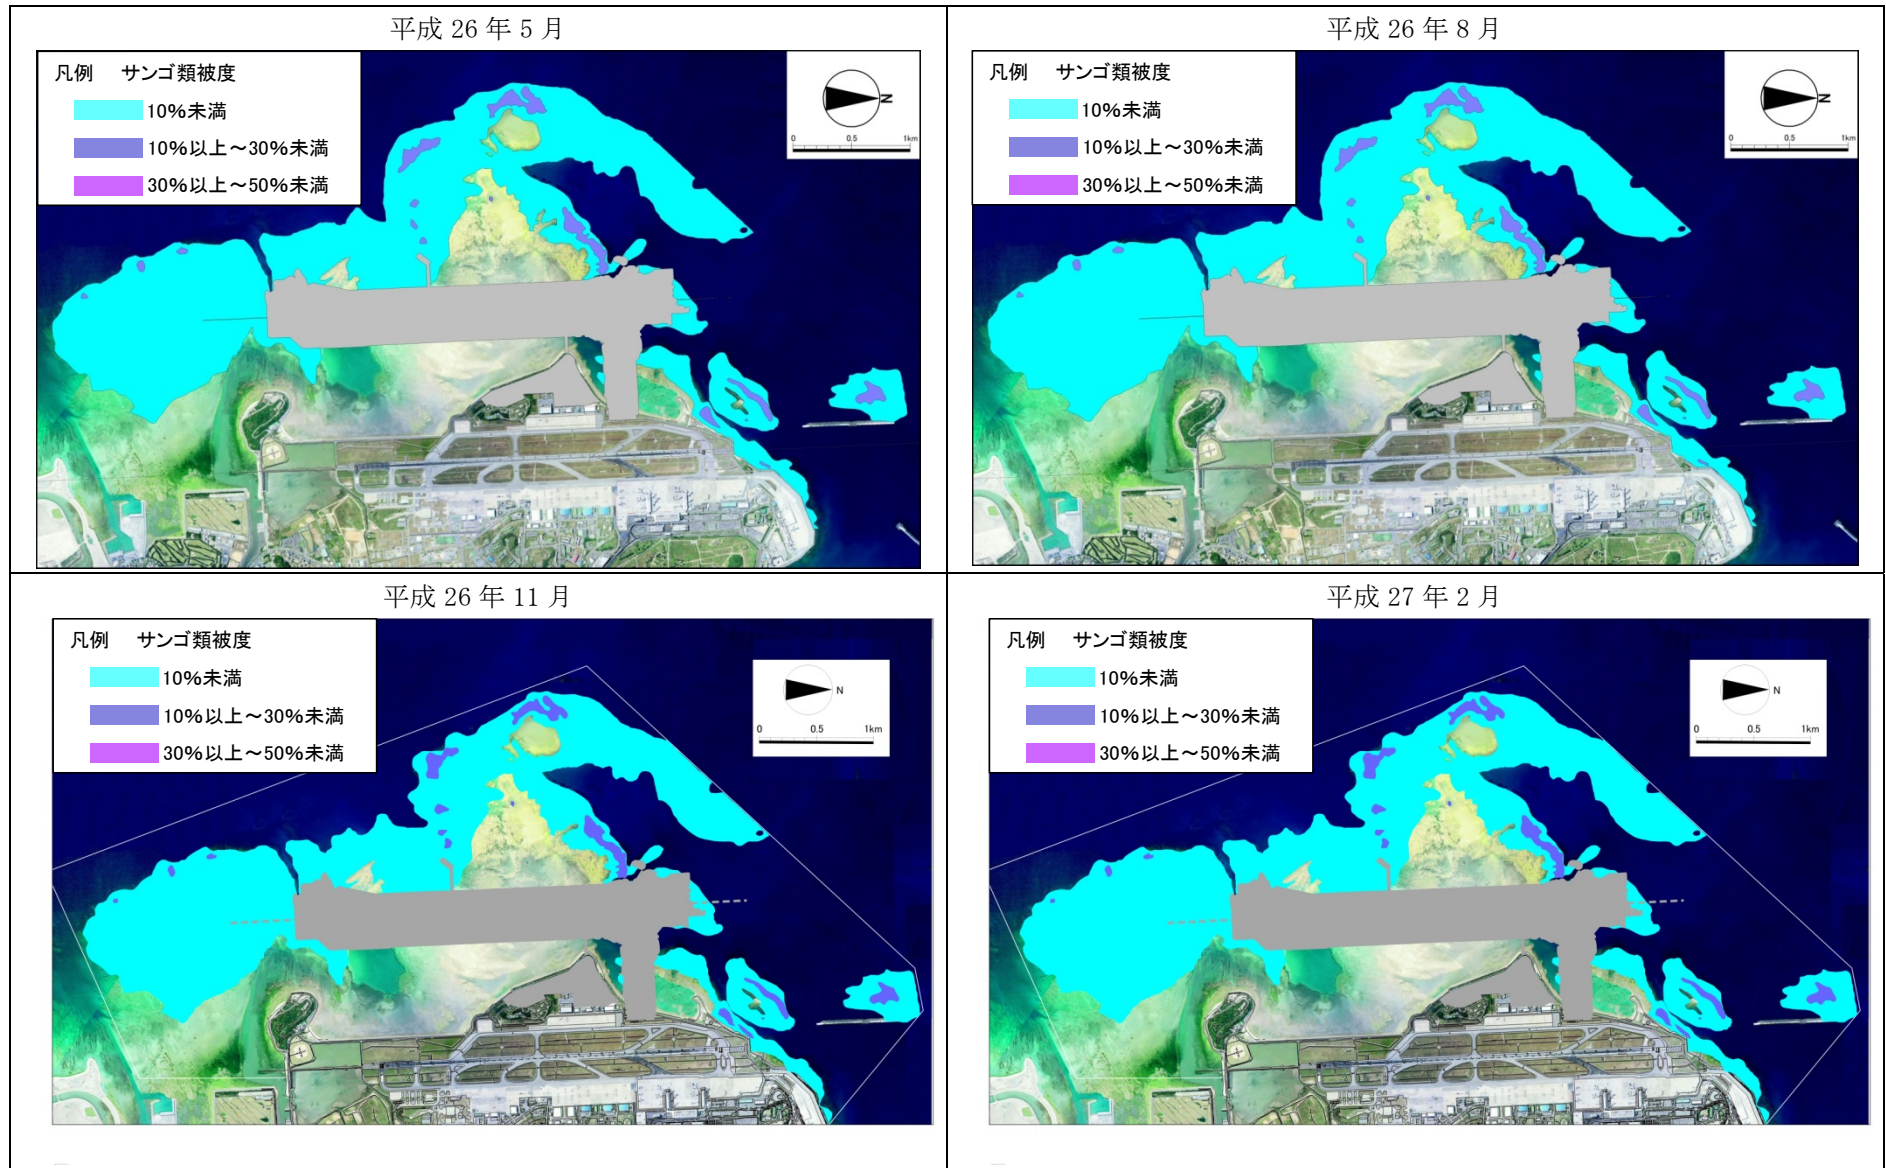 平成 26 年 5 月
凡例 サンゴ類被度
10%未満
10%以上～30%未満
30%以上～50%未満
N
0 0.5 1km
平成 26 年 8 月
凡例 サンゴ類被度
10%未満
10%以上～30%未満
30%以上～50%未満
N
0 0.5 1km
平成 26 年 11 月
凡例 サンゴ類被度
10%未満
10%以上～30%未満
30%以上～50%未満
N
0 0.5 1km
平成 27 年 2 月
凡例 サンゴ類被度
10%未満
10%以上～30%未満
30%以上～50%未満
N
0 0.5 1km